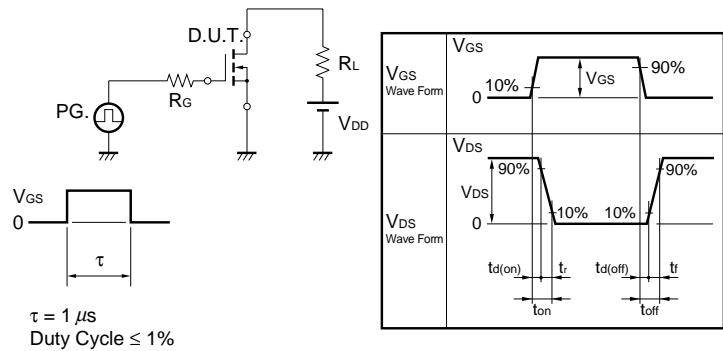 D.U.T.
RL
PG.
RG
VDD
VGS
0
τ
τ = 1 μs
Duty Cycle ≤ 1%
VGS
Wave Form
VGS
10%
VGS
90%
0
VDS
Wave Form
VDS
90%
90%
VDS
10%
10%
0
td(on)
tr
td(off)
tf
ton
toff